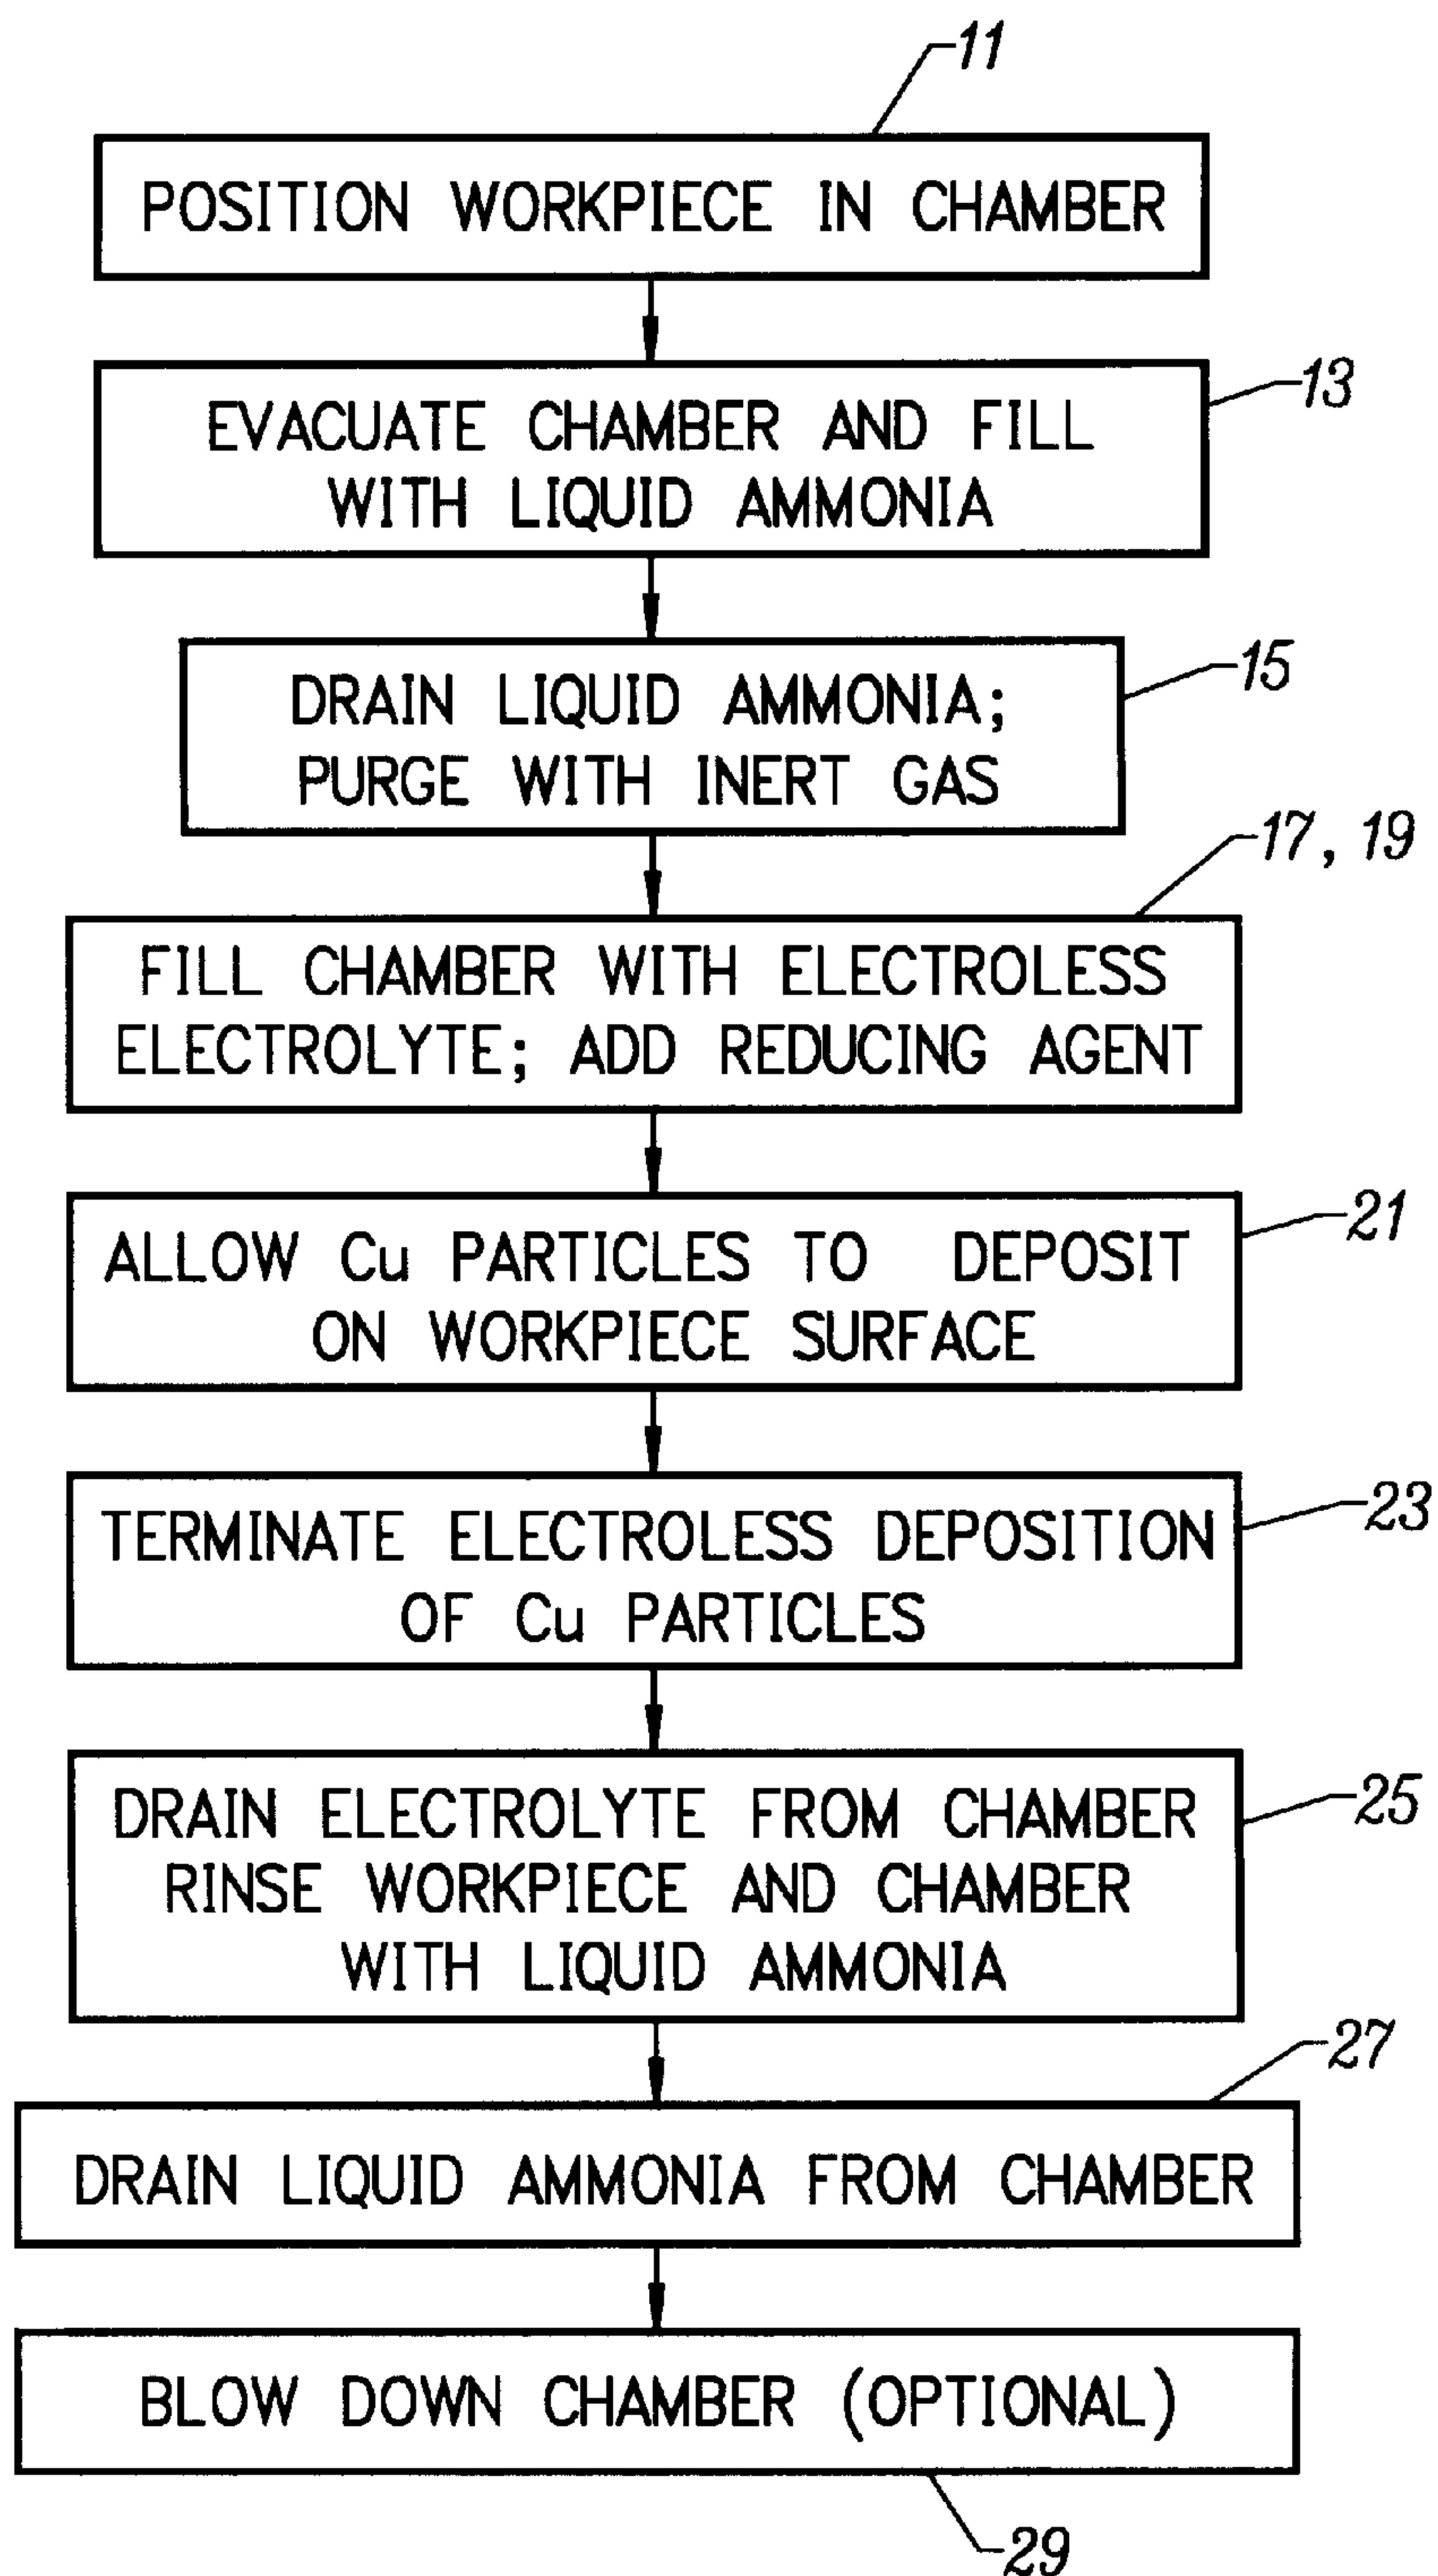 11
POSITION WORKPIECE IN CHAMBER
13
EVACUATE CHAMBER AND FILL
WITH LIQUID AMMONIA
15
DRAIN LIQUID AMMONIA;
PURGE WITH INERT GAS
17, 19
FILL CHAMBER WITH ELECTROLESS
ELECTROLYTE; ADD REDUCING AGENT
21
ALLOW Cu PARTICLES TO DEPOSIT
ON WORKPIECE SURFACE
23
TERMINATE ELECTROLESS DEPOSITION
OF Cu PARTICLES
25
DRAIN ELECTROLYTE FROM CHAMBER
RINSE WORKPIECE AND CHAMBER
WITH LIQUID AMMONIA
27
DRAIN LIQUID AMMONIA FROM CHAMBER
BLOW DOWN CHAMBER (OPTIONAL)
29